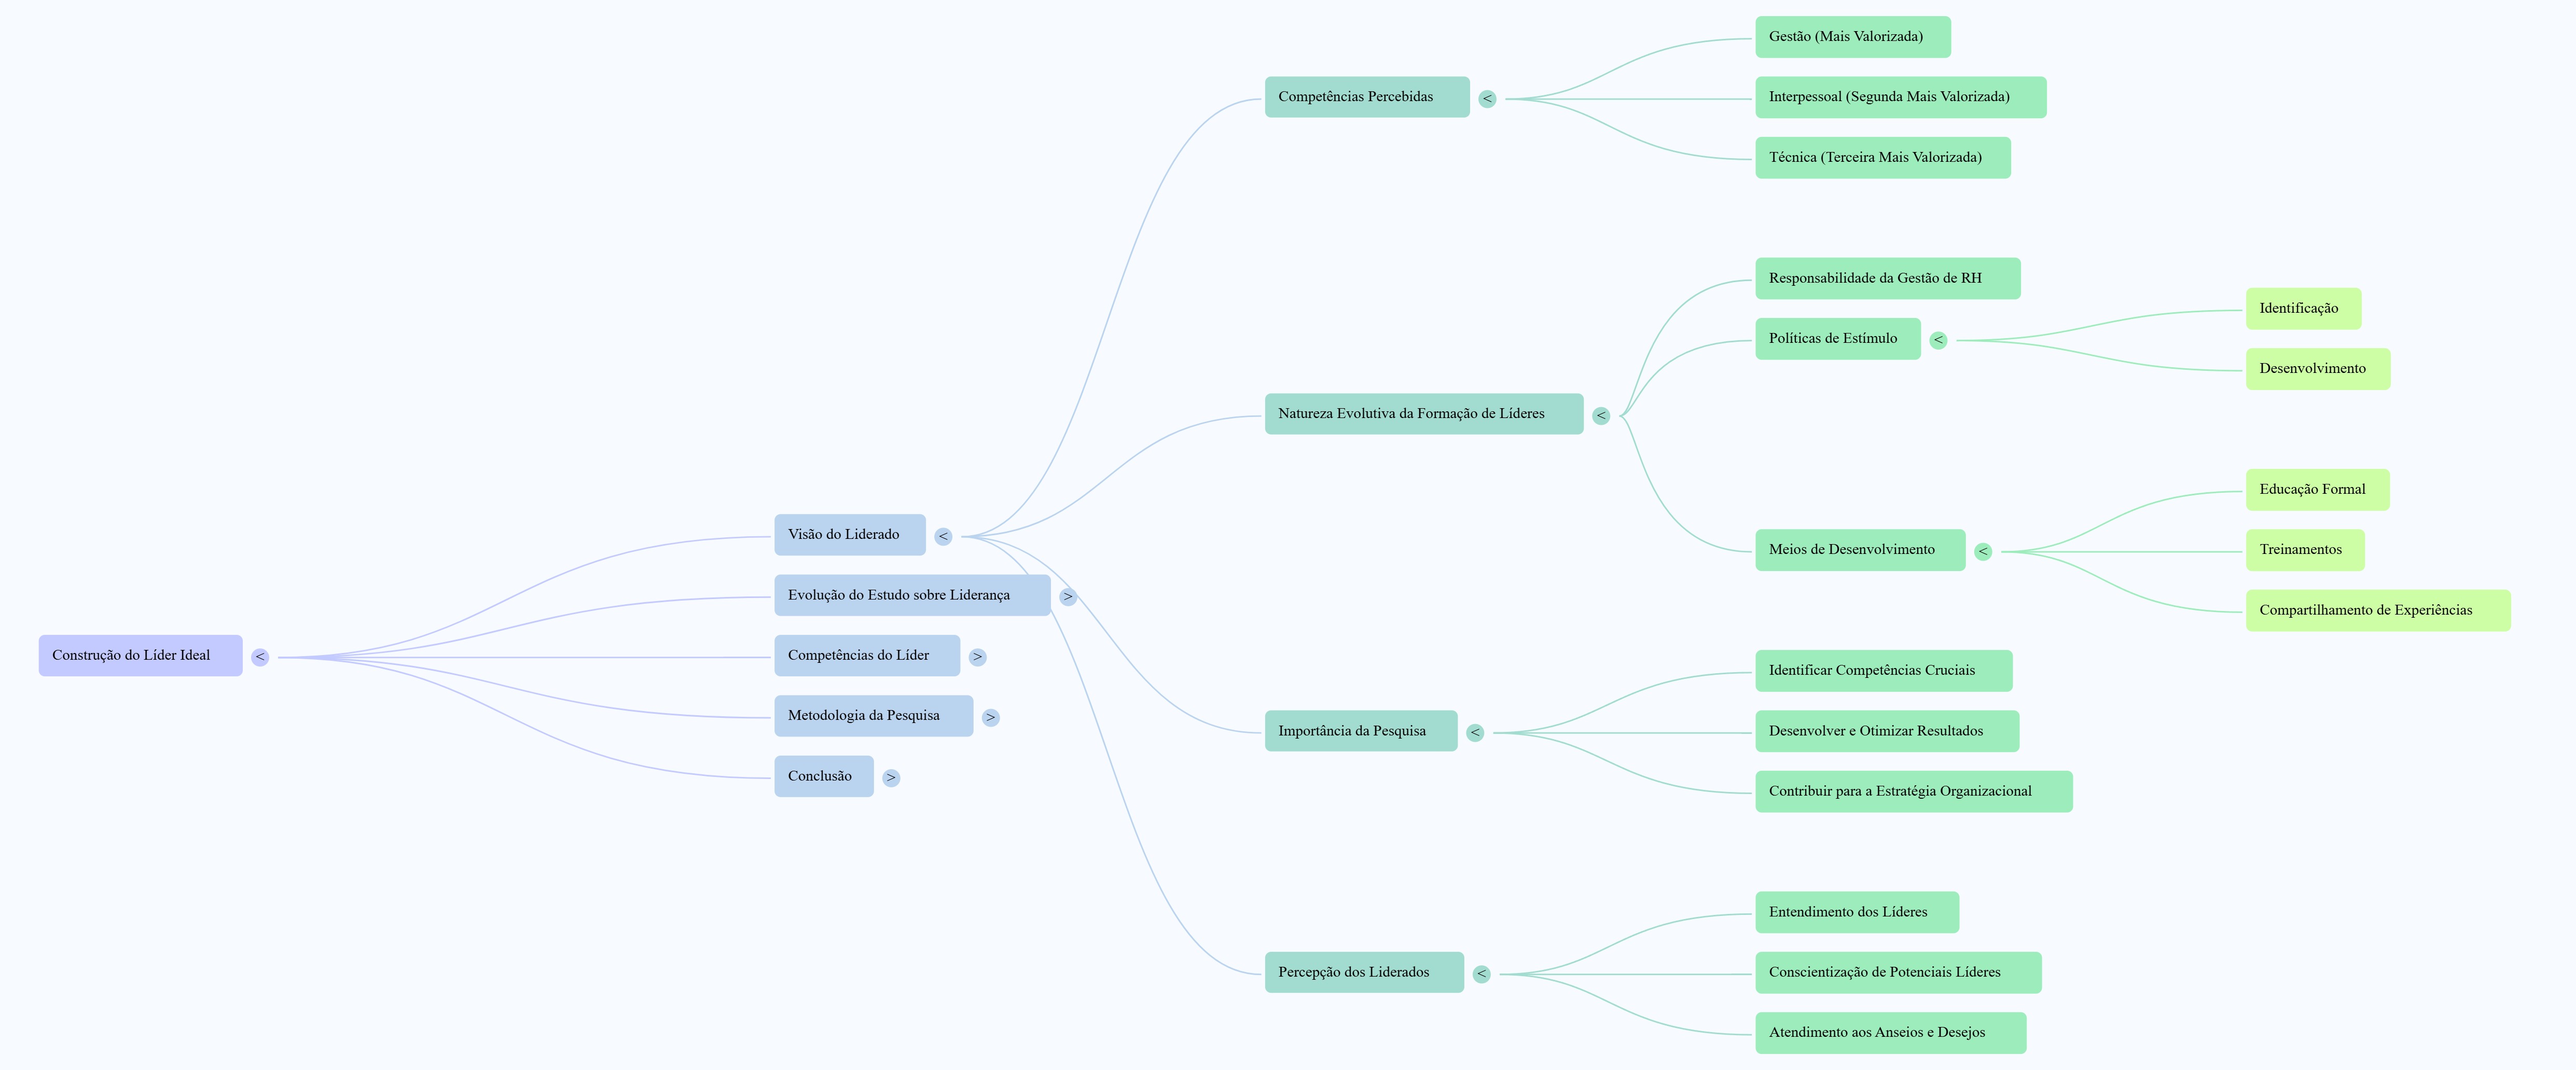 Construção do Líder Ideal <
Visão do Liderado <
Competências Percebidas <
Gestão (Mais Valorizada)
Interpessoal (Segunda Mais Valorizada)
Técnica (Terceira Mais Valorizada)
Natureza Evolutiva da Formação de Líderes <
Responsabilidade da Gestão de RH
Políticas de Estímulo <
Identificação
Desenvolvimento
Meios de Desenvolvimento <
Educação Formal
Treinamentos
Compartilhamento de Experiências
Importância da Pesquisa <
Identificar Competências Cruciais
Desenvolver e Otimizar Resultados
Contribuir para a Estratégia Organizacional
Percepção dos Liderados <
Entendimento dos Líderes
Conscientização de Potenciais Líderes
Atendimento aos Anseios e Desejos
Evolução do Estudo sobre Liderança >
Competências do Líder >
Metodologia da Pesquisa >
Conclusão >